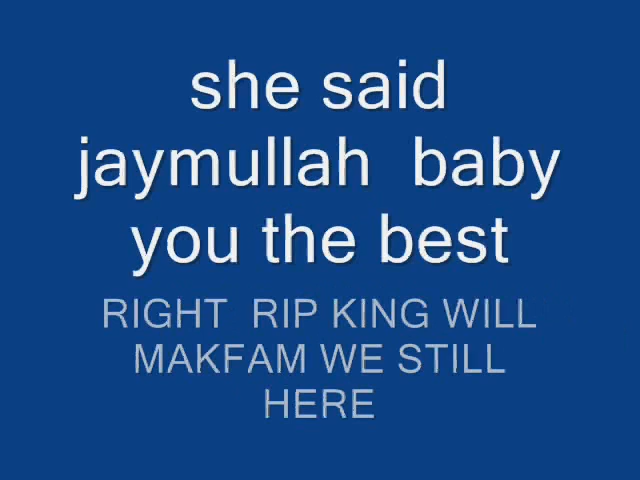 she said
jaymullah  baby
you the best
RIGHT  RIP KING WILL
MAKFAM WE STILL
HERE